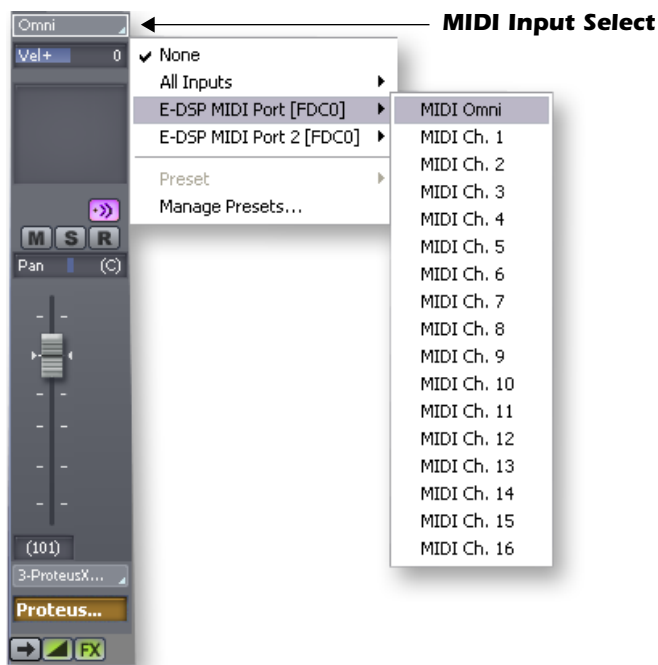 MIDI Input Select
Omni
Vel+ 0
M S R
Pan (C)
(101)
3-ProteusX...
Proteus...
FX
None
All Inputs
E-DSP MIDI Port [FDC0]
E-DSP MIDI Port 2 [FDC0]
Preset
Manage Presets...
MIDI Omni
MIDI Ch. 1
MIDI Ch. 2
MIDI Ch. 3
MIDI Ch. 4
MIDI Ch. 5
MIDI Ch. 6
MIDI Ch. 7
MIDI Ch. 8
MIDI Ch. 9
MIDI Ch. 10
MIDI Ch. 11
MIDI Ch. 12
MIDI Ch. 13
MIDI Ch. 14
MIDI Ch. 15
MIDI Ch. 16